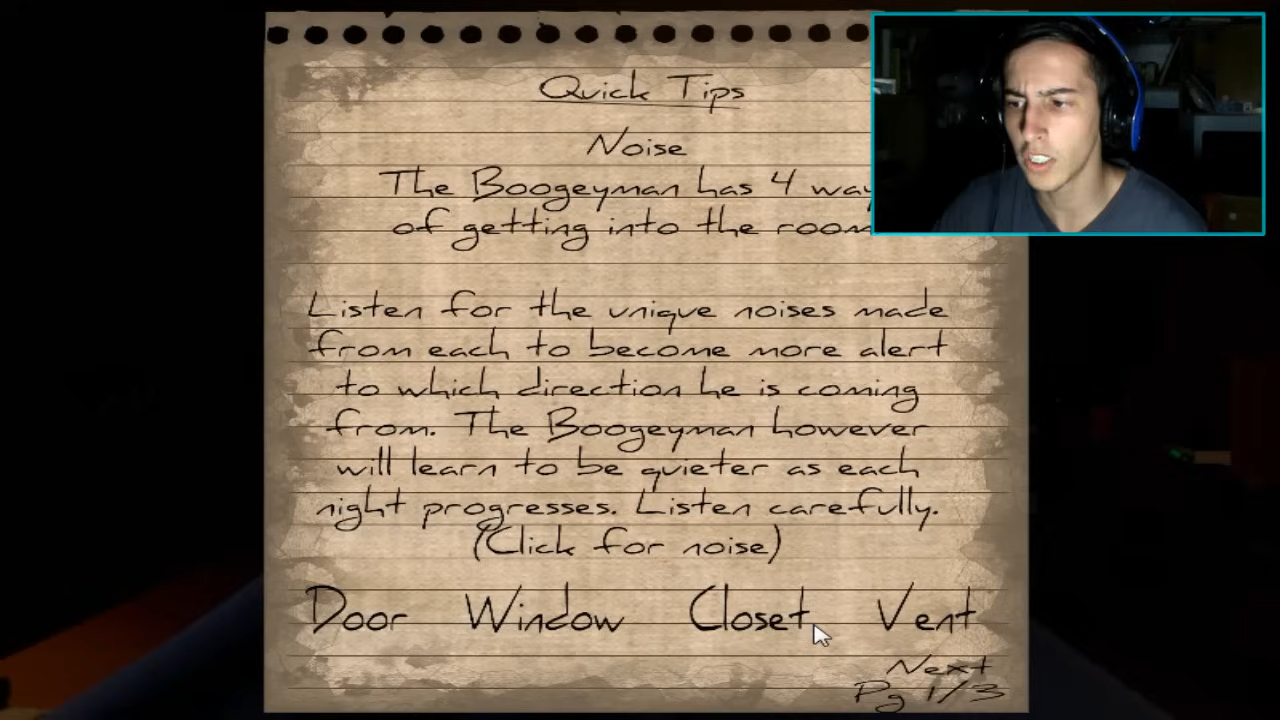 Quick Tips
Noise
The Boogeyman has 4
of getting into the room
Listen for the unique noises made
from each to become more alert
to which direction he is coming
from. The Boogeyman however
will learn to be quieter as each
night progresses. Listen carefully.
(Click for noise)
Door Window Closet Vent
Next
Pg 1/3